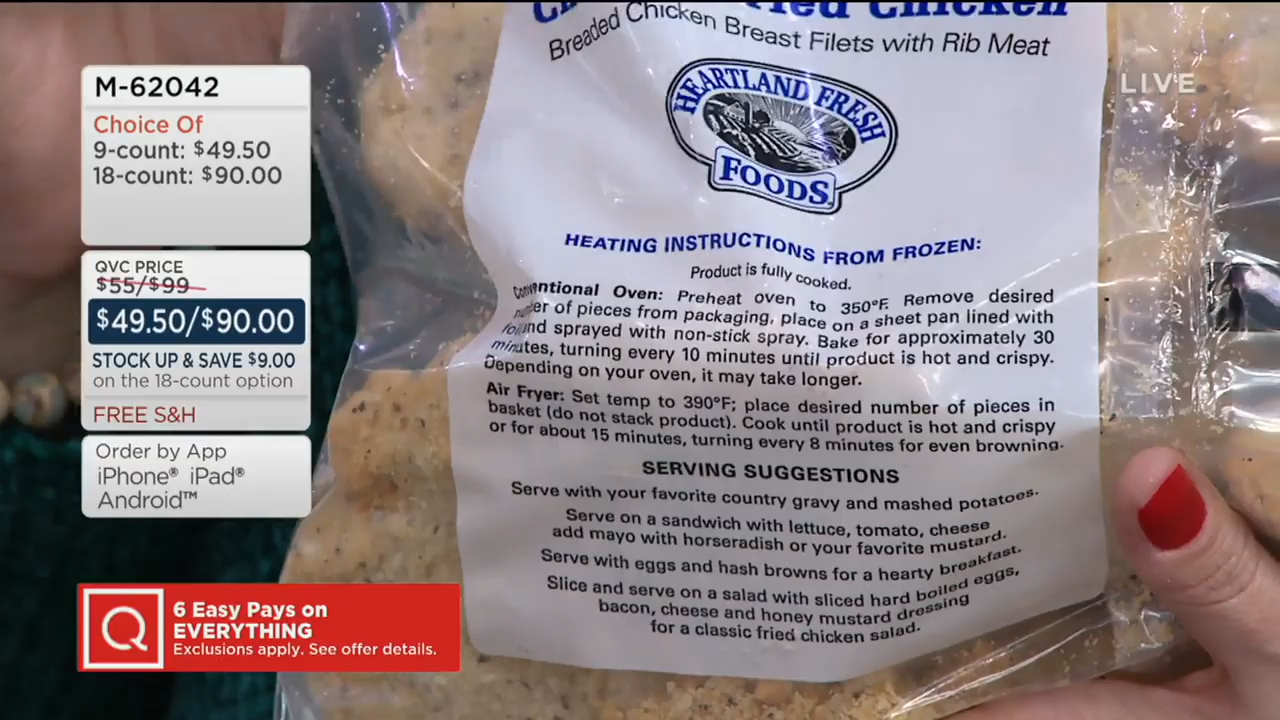 M-62042
Choice Of
9-count: $49.50
18-count: $90.00
QVC PRICE
$55/$99
$49.50/$90.00
STOCK UP & SAVE $9.00
on the 18-count option
FREE S&H
Order by App
iPhone® iPad®
Android™
6 Easy Pays on
EVERYTHING
Exclusions apply. See offer details.
LIVE
Chicken
Breaded Chicken Breast Filets with Rib Meat
HEARTLAND FRESH
FOODS
HEATING INSTRUCTIONS FROM FROZEN:
Product is fully cooked.
Conventional Oven: Preheat oven to 350°F. Remove desired
number of pieces from packaging, place on a sheet pan lined with
foil and sprayed with non-stick spray. Bake for approximately 30
minutes, turning every 10 minutes until product is hot and crispy.
Depending on your oven, it may take longer.
Air Fryer: Set temp to 390°F; place desired number of pieces in
basket (do not stack product). Cook until product is hot and crispy
or for about 15 minutes, turning every 8 minutes for even browning.
SERVING SUGGESTIONS
Serve with your favorite country gravy and mashed potatoes.
Serve on a sandwich with lettuce, tomato, cheese
add mayo with horseradish or your favorite mustard.
Serve with eggs and hash browns for a hearty breakfast.
Slice and serve on a salad with sliced hard boiled eggs,
bacon, cheese and honey mustard dressing
for a classic fried chicken salad.